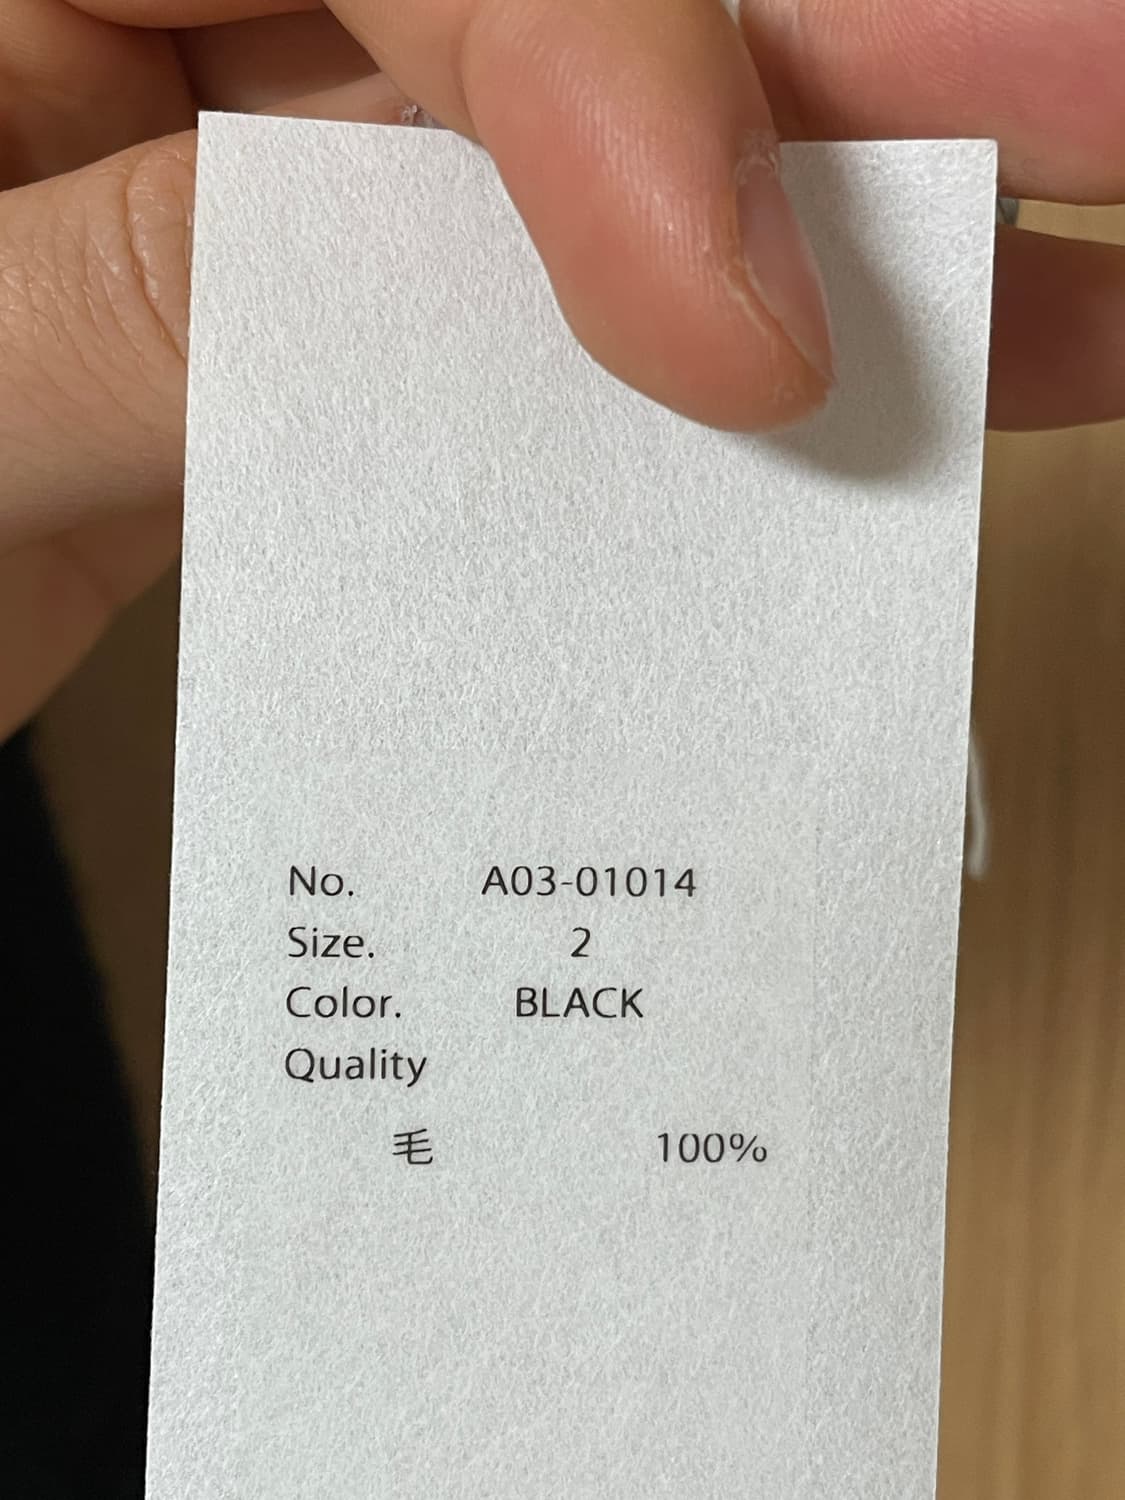 No. A03-01014
Size. 2
Color. BLACK
Quality
毛 100%